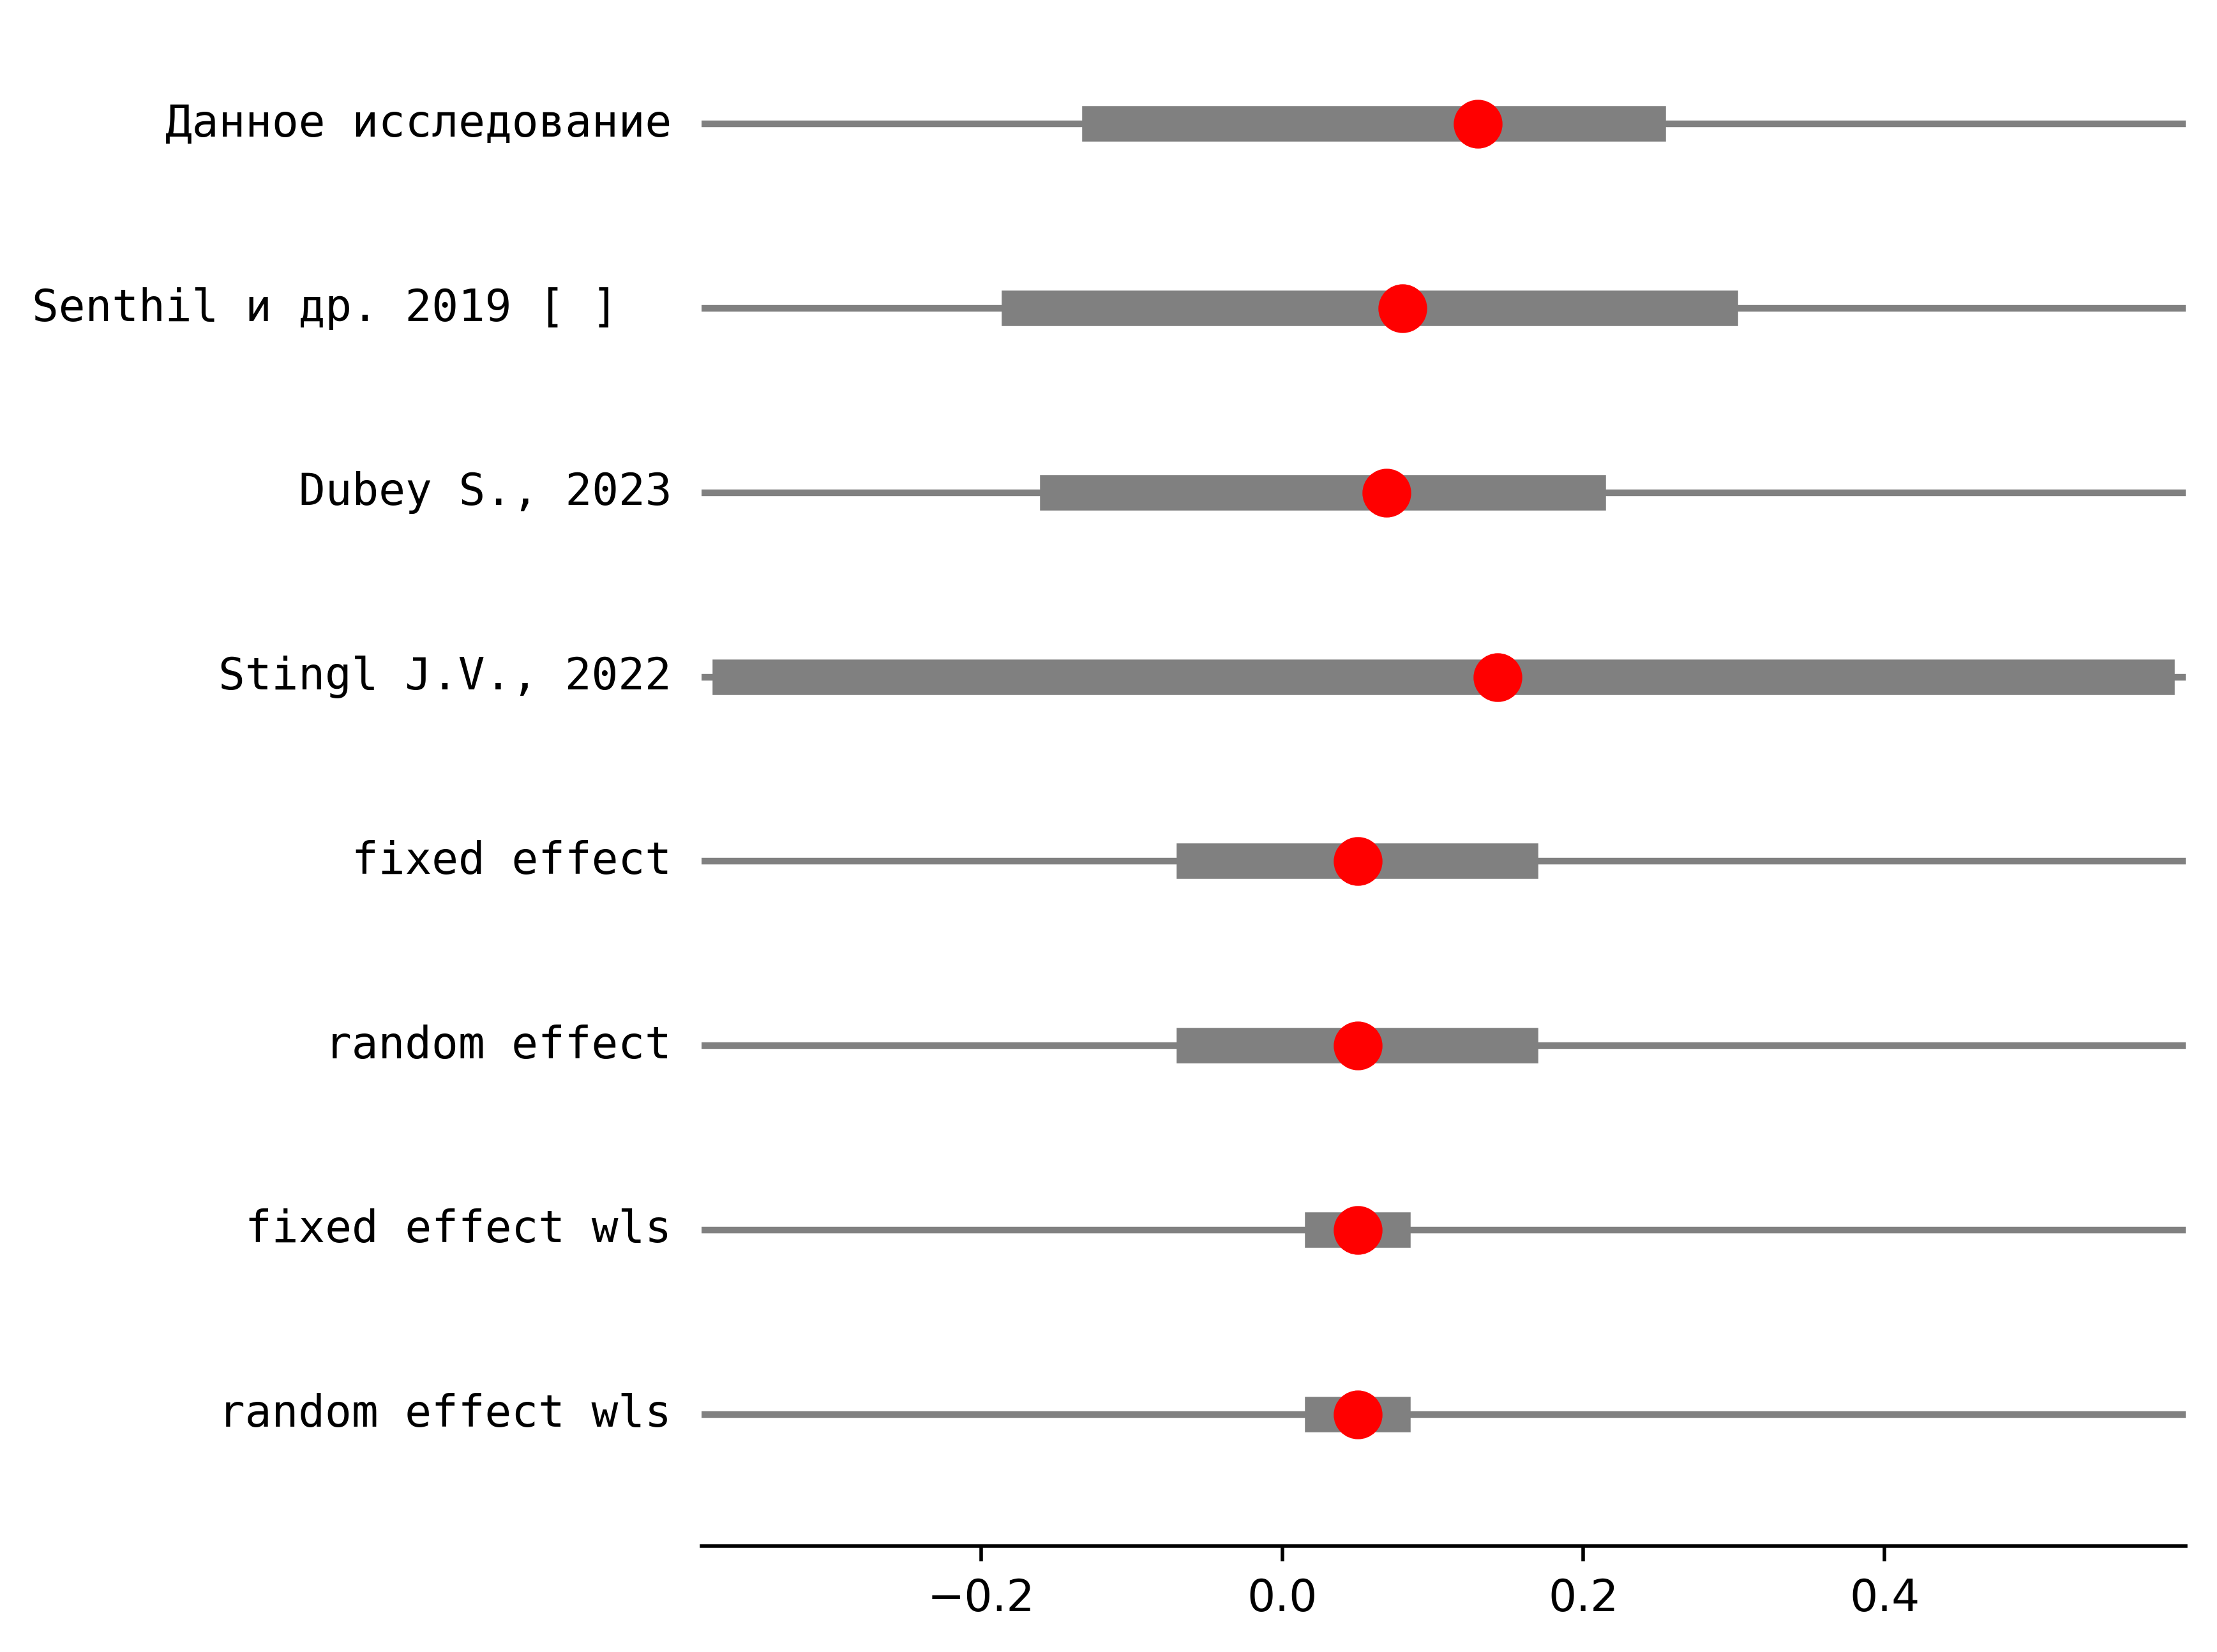 Данное исследование
Senthil и др. 2019 [ ]
Dubey S., 2023
Stingl J.V., 2022
fixed effect
random effect
fixed effect wls
random effect wls
−0.2 0.0 0.2 0.4